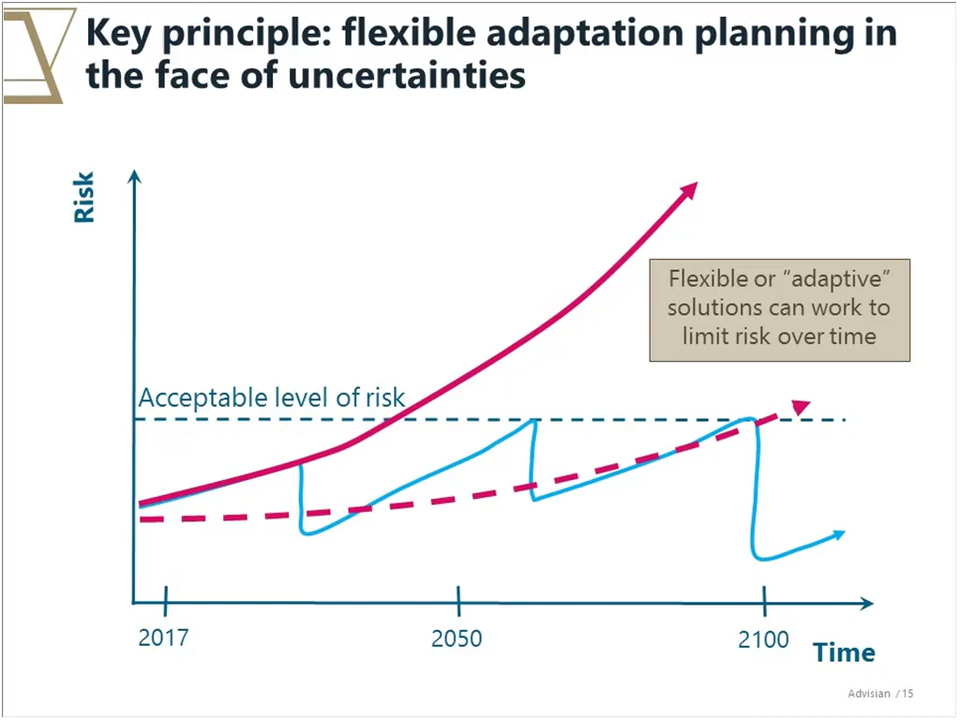 Key principle: flexible adaptation planning in
the face of uncertainties
Risk
Flexible or “adaptive”
solutions can work to
limit risk over time
Acceptable level of risk
2017
2050
2100
Time
Advisian / 15